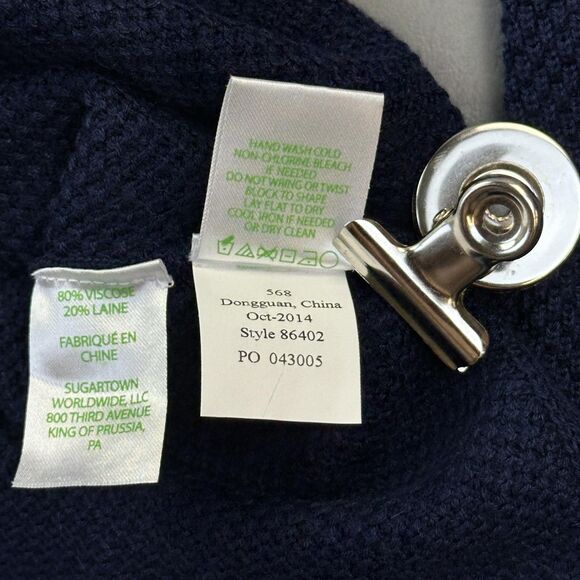 HAND WASH COLD
NON-CHLORINE BLEACH
IF NEEDED
DO NOT WRING OR TWIST
BLOCK TO SHAPE
LAY FLAT TO DRY
COOL IRON IF NEEDED
OR DRY CLEAN
568
Dongguan, China
Oct-2014
Style 86402
PO 043005
80% VISCOSE
20% LAINE
FABRIQUÉ EN
CHINE
SUGARTOWN
WORLDWIDE, LLC
800 THIRD AVENUE
KING OF PRUSSIA,
PA